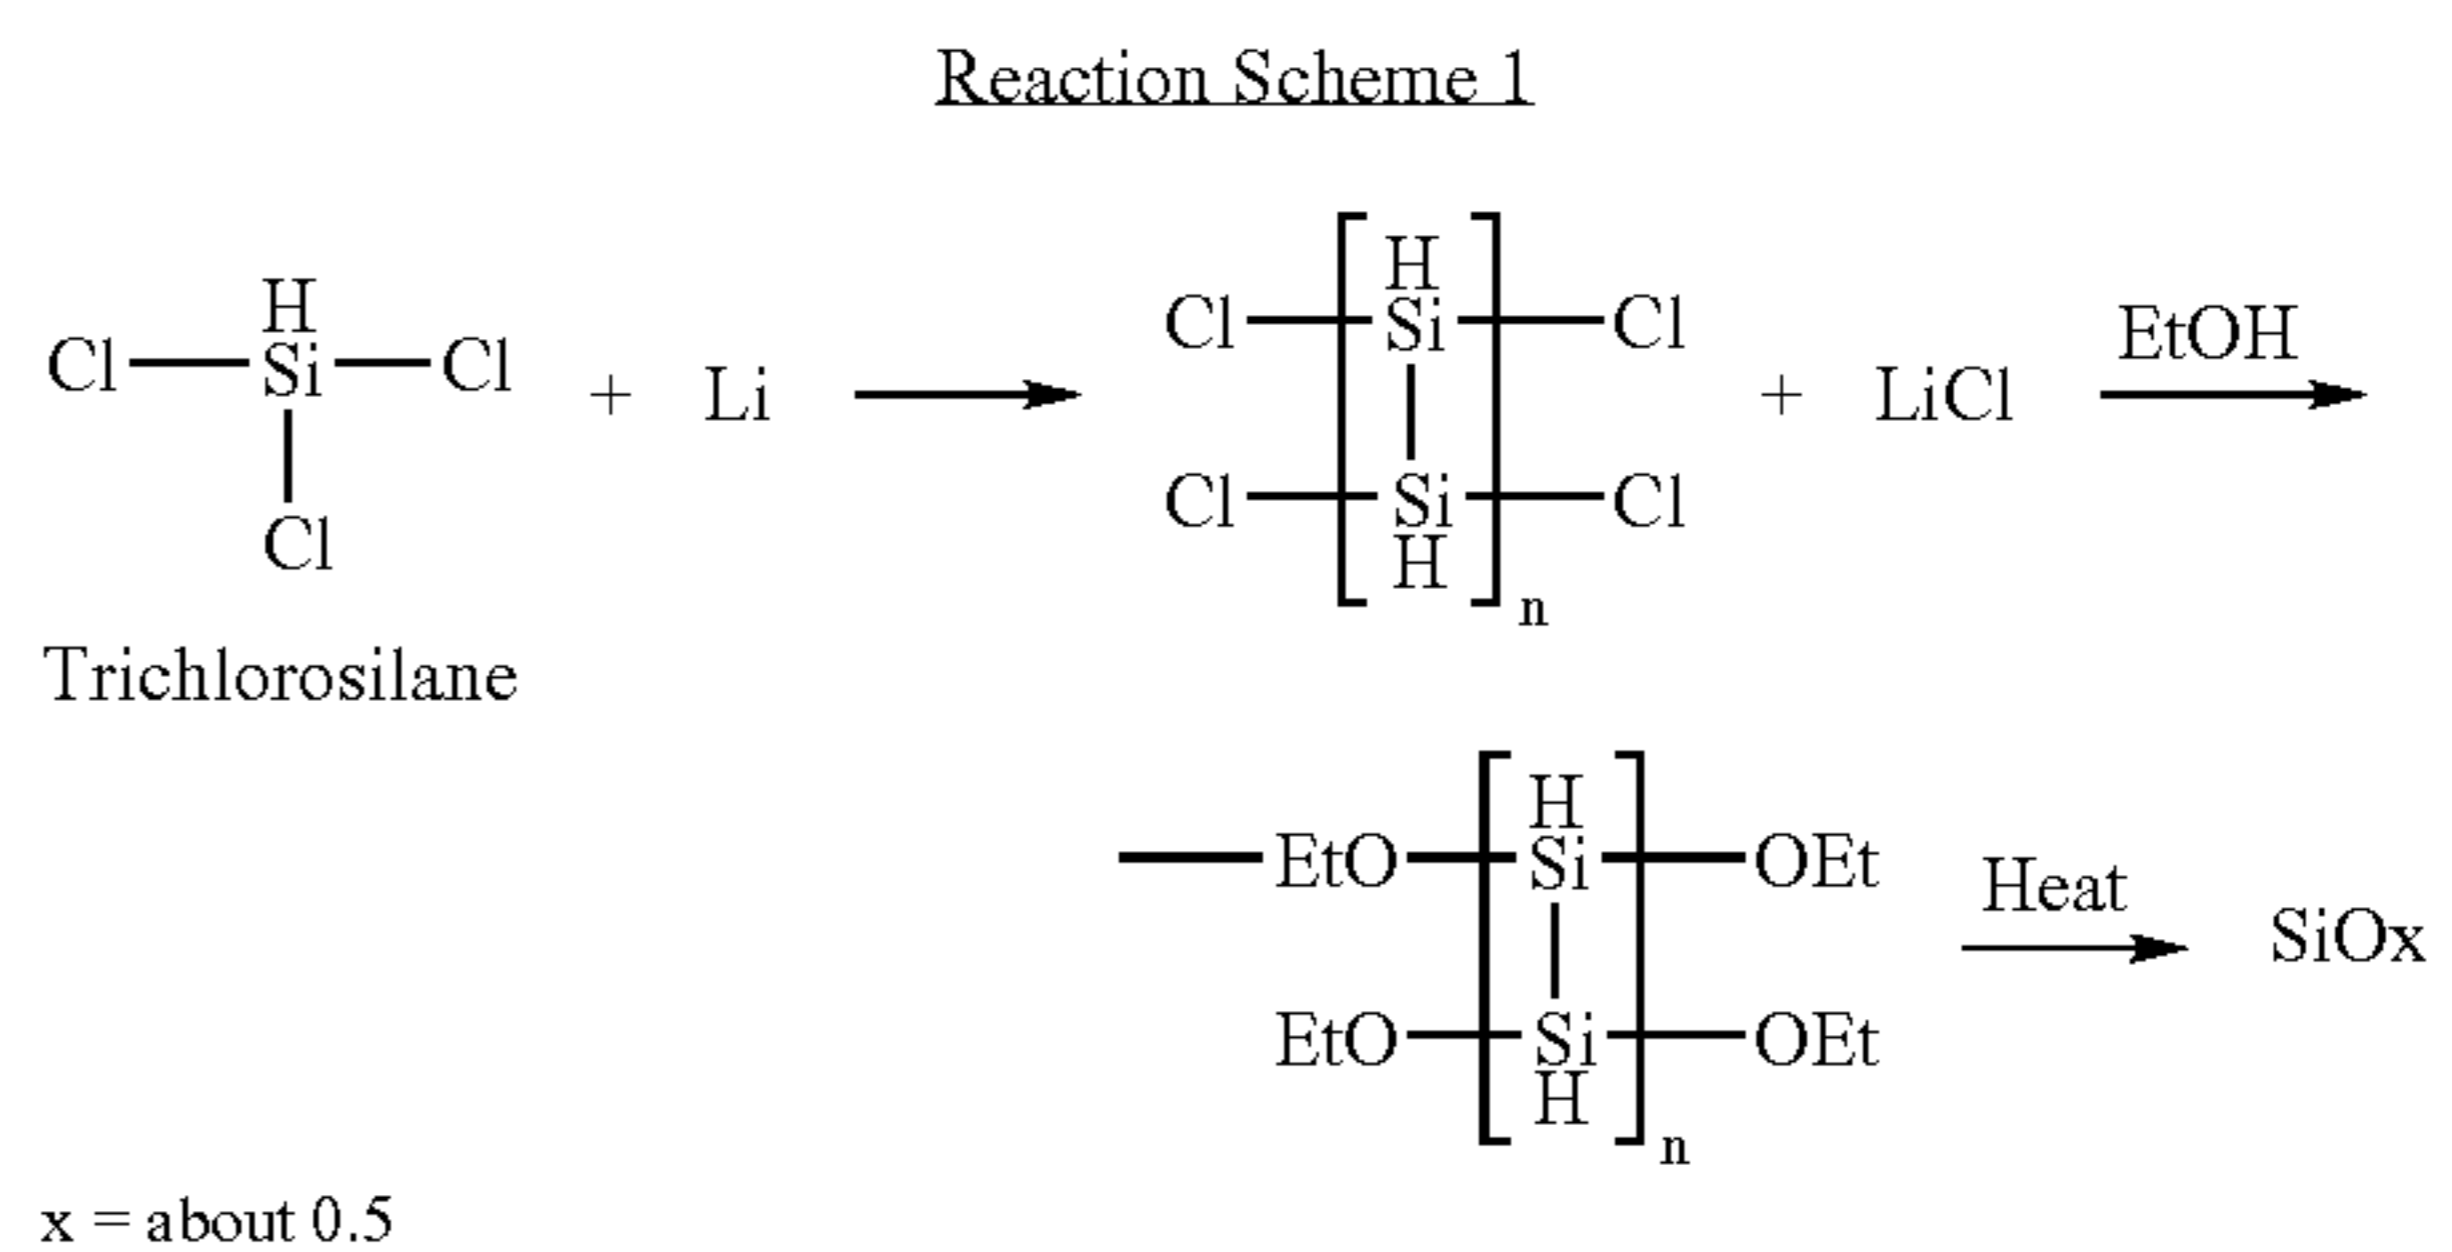 Reaction Scheme 1
H
Cl Si Cl + Li
Cl
Trichlorosilane
H
Cl Si Cl
Cl Si Cl
H
n
+ LiCl
EtOH
H
EtO Si OEt
EtO Si OEt
H
n
Heat
SiOx
x = about 0.5